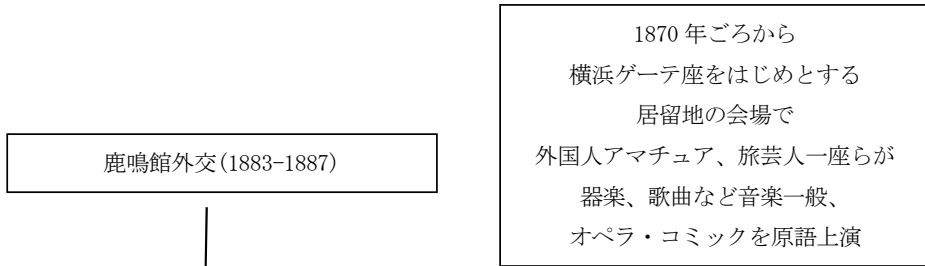 1870 年ごろから
横浜ゲーテ座をはじめとする
居留地の会場で
外国人アマチュア、旅芸人一座らが
器楽、歌曲など音楽一般、
オペラ・コミックを原語上演
鹿鳴館外交(1883-1887)